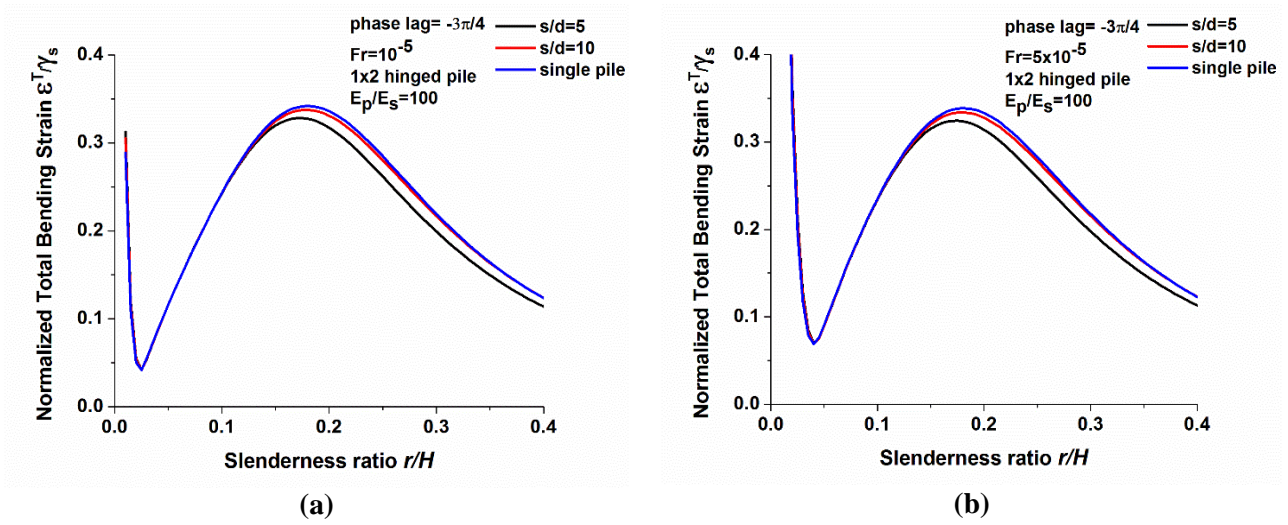 phase lag= -3π/4
Fr=10⁻⁵
1x2 hinged pile
Eₚ/Eₛ=100
s/d=5
s/d=10
single pile
Normalized Total Bending Strain εᵀ/γₛ
0.4
0.3
0.2
0.1
0.0
0.0 0.1 0.2 0.3 0.4
Slenderness ratio r/H
(a)
phase lag= -3π/4
Fr=5x10⁻⁵
1x2 hinged pile
Eₚ/Eₛ=100
s/d=5
s/d=10
single pile
Normalized Total Bending Strain εᵀ/γₛ
0.4
0.3
0.2
0.1
0.0
0.0 0.1 0.2 0.3 0.4
Slenderness ratio r/H
(b)